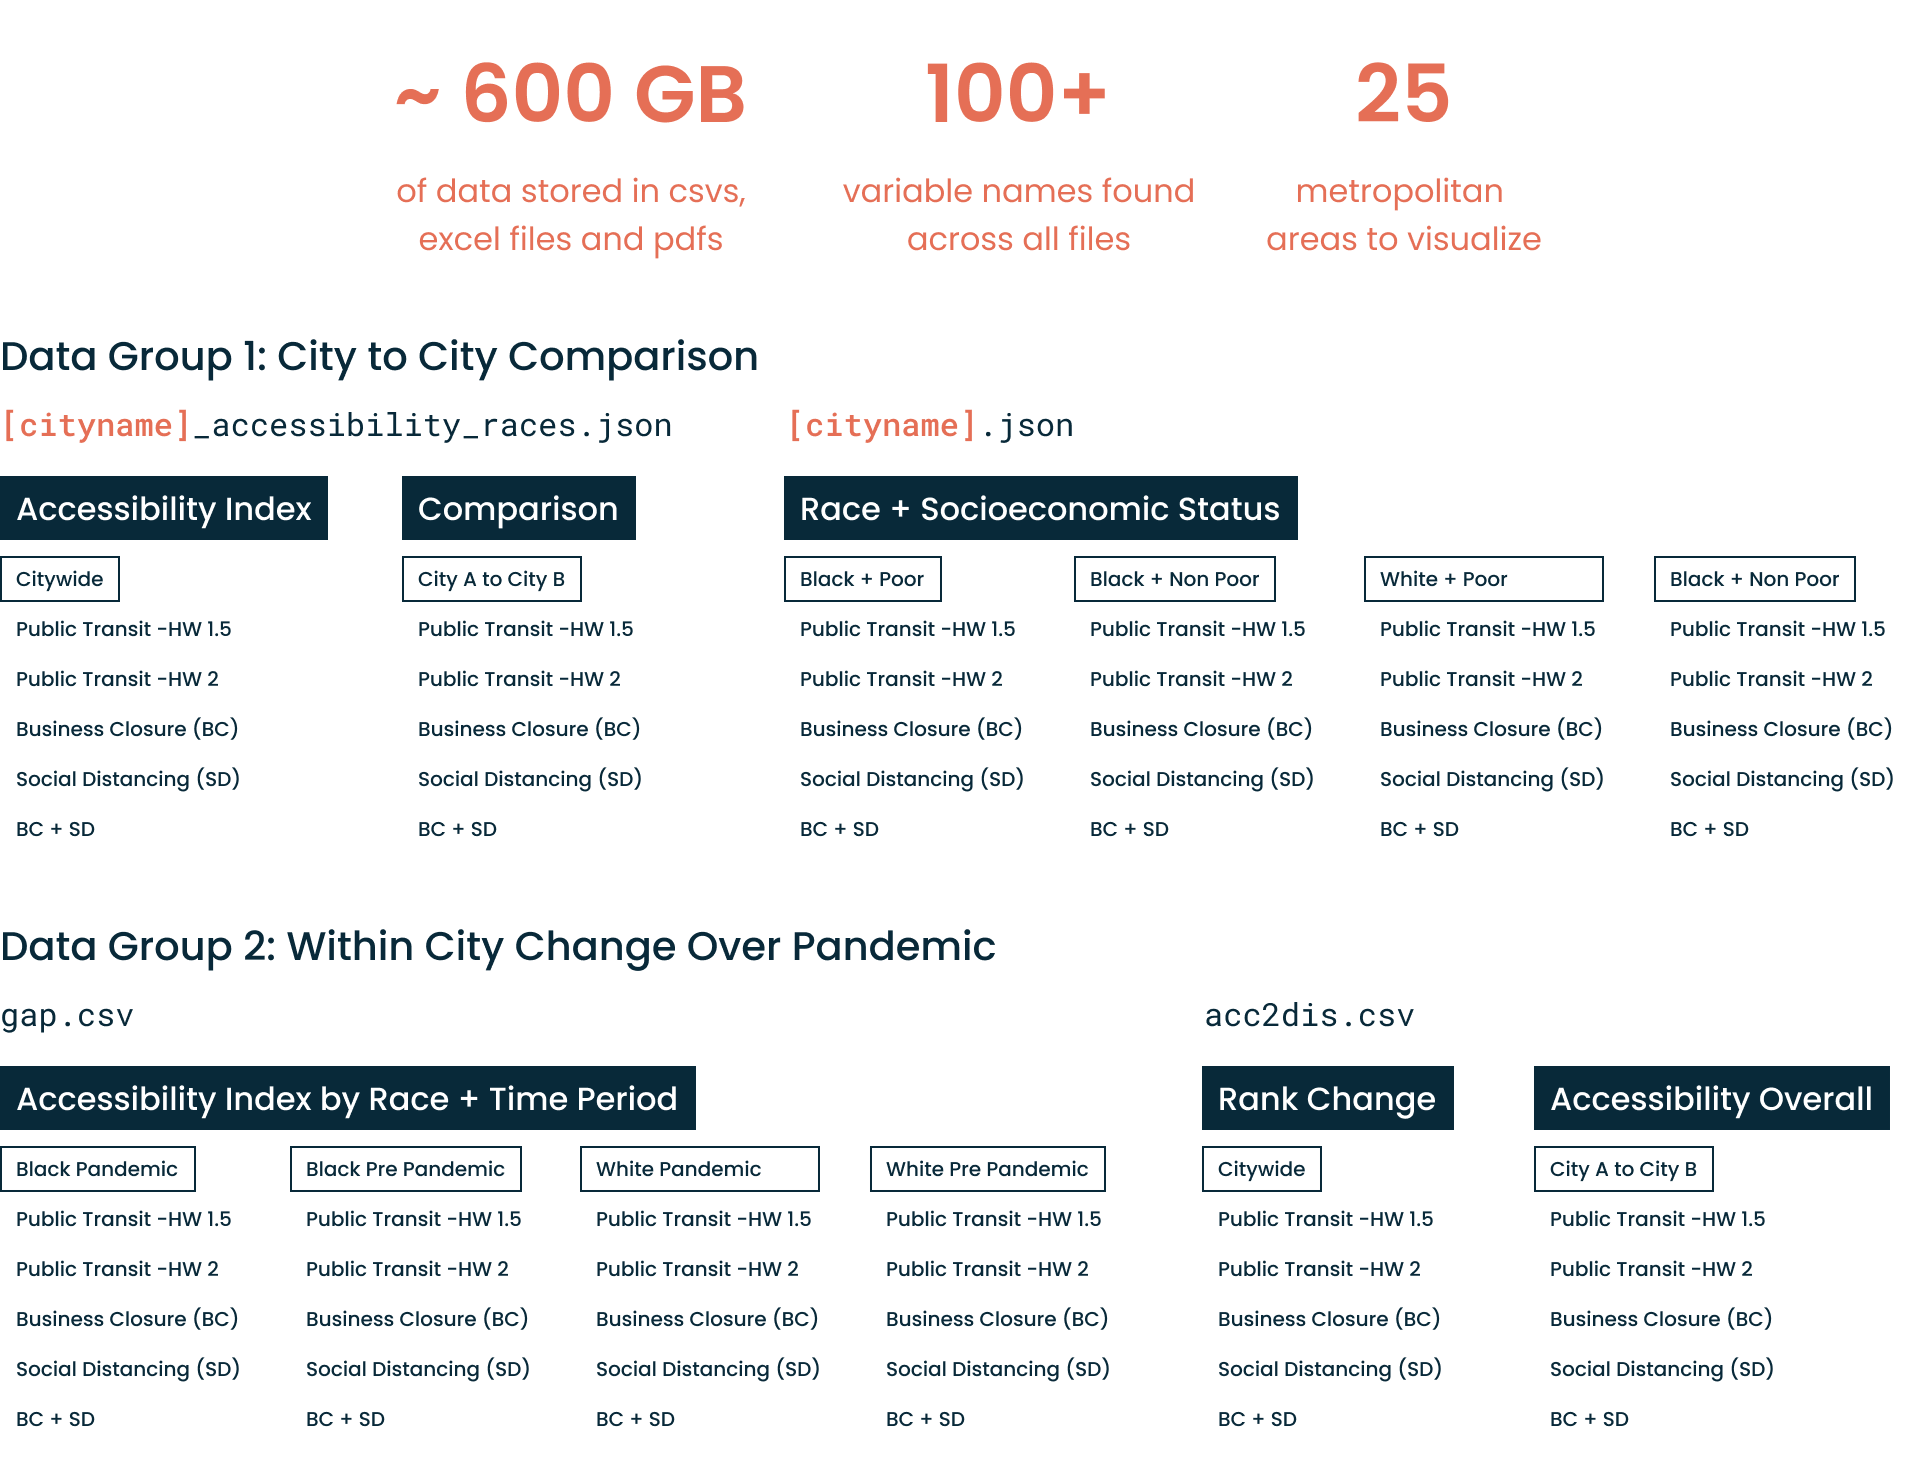 ~ 600 GB
of data stored in csvs,
excel files and pdfs
100+
variable names found
across all files
25
metropolitan
areas to visualize
Data Group 1: City to City Comparison
[cityname]_accessibility_races.json
Accessibility Index
Citywide
Public Transit -HW 1.5
Public Transit -HW 2
Business Closure (BC)
Social Distancing (SD)
BC + SD
Comparison
City A to City B
Public Transit -HW 1.5
Public Transit -HW 2
Business Closure (BC)
Social Distancing (SD)
BC + SD
[cityname].json
Race + Socioeconomic Status
Black + Poor
Public Transit -HW 1.5
Public Transit -HW 2
Business Closure (BC)
Social Distancing (SD)
BC + SD
Black + Non Poor
Public Transit -HW 1.5
Public Transit -HW 2
Business Closure (BC)
Social Distancing (SD)
BC + SD
White + Poor
Public Transit -HW 1.5
Public Transit -HW 2
Business Closure (BC)
Social Distancing (SD)
BC + SD
Black + Non Poor
Public Transit -HW 1.5
Public Transit -HW 2
Business Closure (BC)
Social Distancing (SD)
BC + SD
Data Group 2: Within City Change Over Pandemic
gap.csv
Accessibility Index by Race + Time Period
Black Pandemic
Public Transit -HW 1.5
Public Transit -HW 2
Business Closure (BC)
Social Distancing (SD)
BC + SD
Black Pre Pandemic
Public Transit -HW 1.5
Public Transit -HW 2
Business Closure (BC)
Social Distancing (SD)
BC + SD
White Pandemic
Public Transit -HW 1.5
Public Transit -HW 2
Business Closure (BC)
Social Distancing (SD)
BC + SD
White Pre Pandemic
Public Transit -HW 1.5
Public Transit -HW 2
Business Closure (BC)
Social Distancing (SD)
BC + SD
acc2dis.csv
Rank Change
Citywide
Public Transit -HW 1.5
Public Transit -HW 2
Business Closure (BC)
Social Distancing (SD)
BC + SD
Accessibility Overall
City A to City B
Public Transit -HW 1.5
Public Transit -HW 2
Business Closure (BC)
Social Distancing (SD)
BC + SD